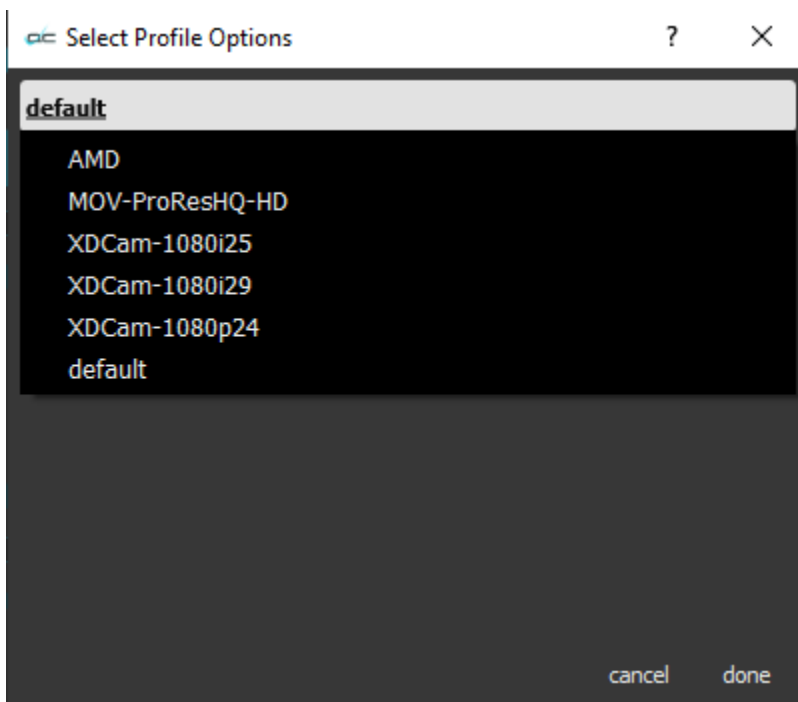 Select Profile Options ?
default
AMD
MOV-ProResHQ-HD
XDCam-1080i25
XDCam-1080i29
XDCam-1080p24
default
cancel done